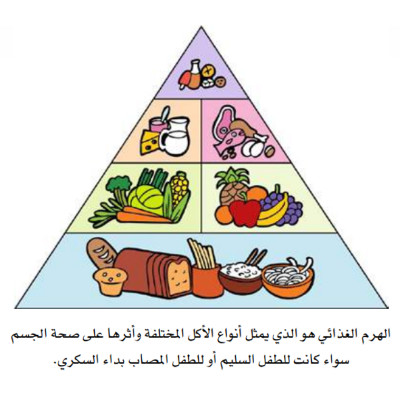 الهرم الغذائي هو الذي يمثل أنواع الأكل المختلفة وأثرها على صحة الجسم
سواء كانت للطفل السليم أو للطفل المصاب بداء السكري.